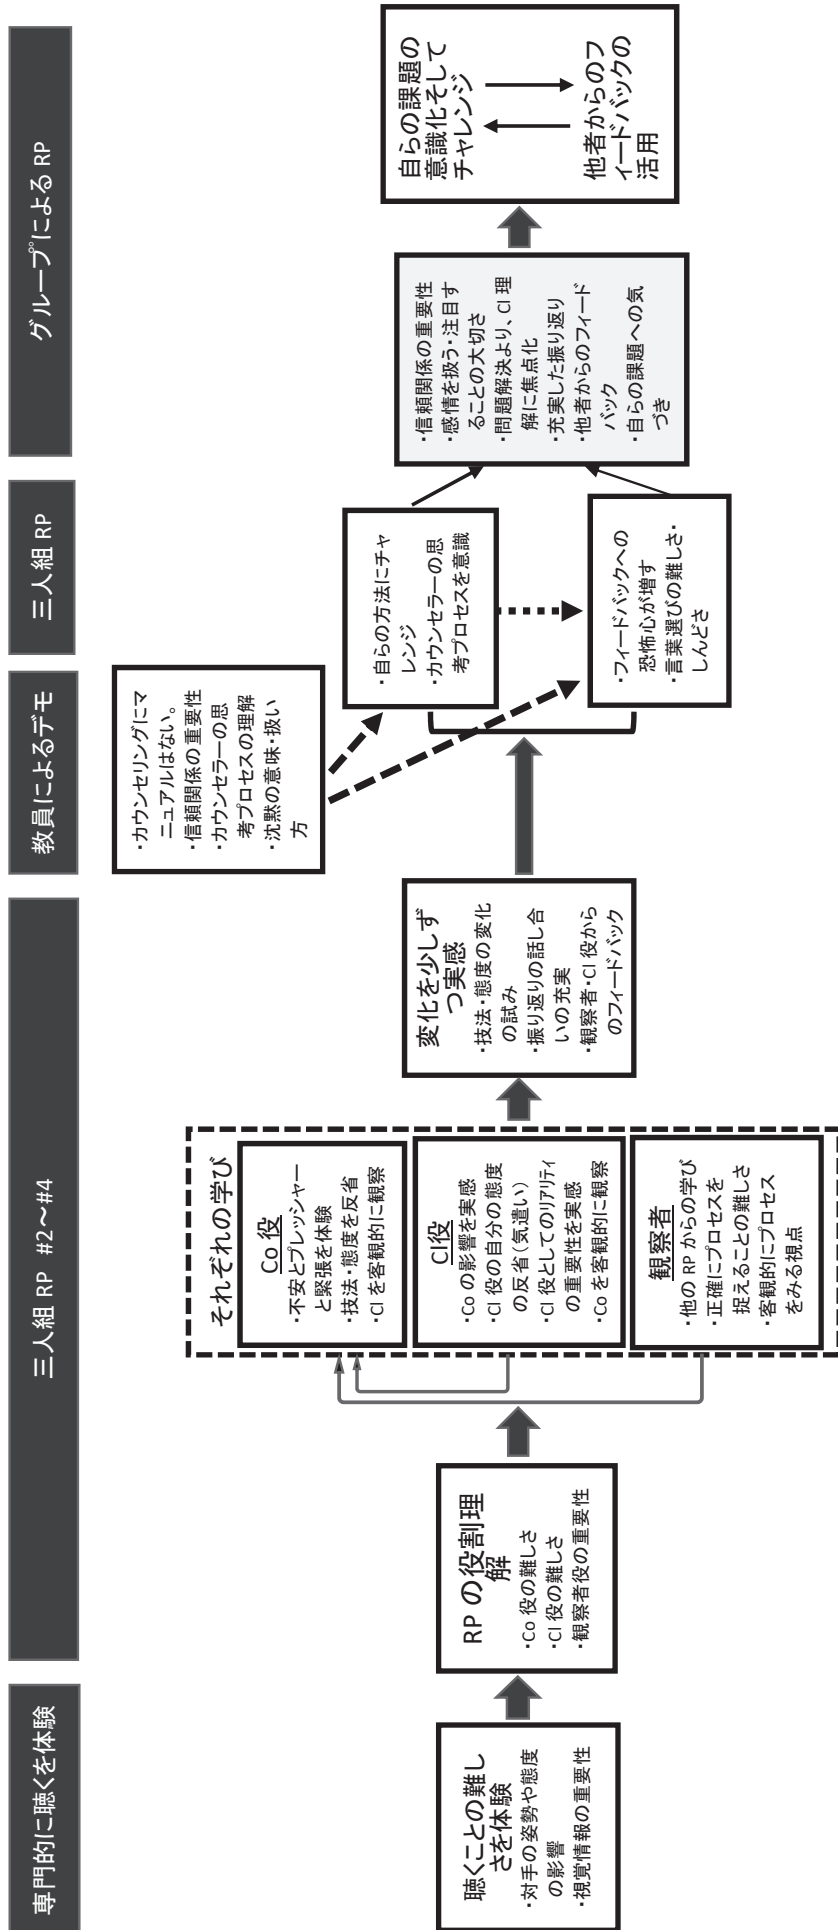 専門的に聴くを体験
三人組 RP #2～#4
教員によるデモ
三人組 RP
グループによる RP
聴くことの難し
さを体験
・対手の姿勢や態度
の影響
・視覚情報の重要性
RP の役割理
解
・Co 役の難しさ
・Cl 役の難しさ
・観察者役の重要性
それぞれの学び
Co 役
・不安とプレッシャー
と緊張を体験
・技法・態度を反省
・Cl を客観的に観察
Cl役
・Co の影響を実感
・Cl 役の自分の態度
の反省（気遣い）
・Cl 役としてのリアリティ
の重要性を実感
・Co を客観的に観察
観察者
・他の RP からの学び
・正確にプロセスを
捉えることの難しさ
・客観的にプロセス
をみる視点
変化を少しず
つ実感
・技法・態度の変化
の試み
・振り返りの話し合
いの充実
・観察者・Cl 役から
のフィードバック
・カウンセリングにマ
ニュアルはない。
・信頼関係の重要性
・カウンセラーの思
考プロセスの理解
・沈黙の意味・扱い
方
・自らの方法にチャ
レンジ
・カウンセラーの思
考プロセスを意識
・フィードバックへの
恐怖心が増す
・言葉選びの難しさ・
しんどさ
・信頼関係の重要性
・感情を扱う・注目す
ることの大切さ
・問題解決より、Cl 理
解に焦点化
・充実した振り返り
・他者からのフィード
バック
・自らの課題への気
づき
自らの課題の
意識化そして
チャレンジ
他者からのフ
ィードバックの
活用